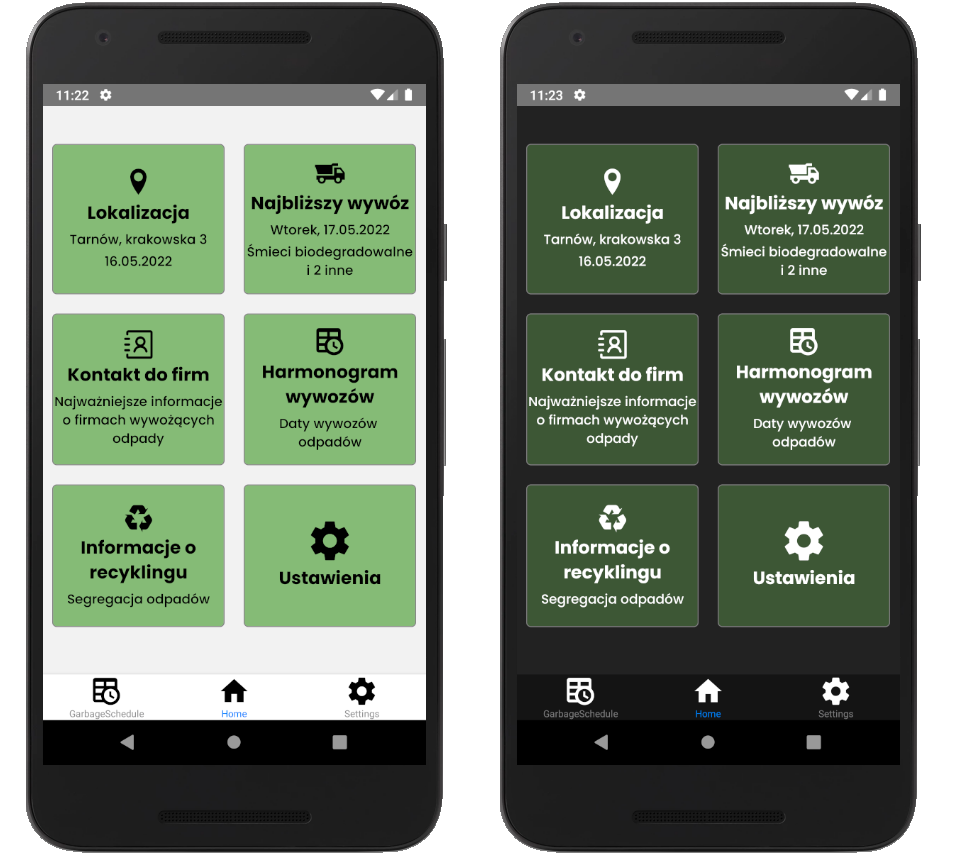 11:22
Lokalizacja
Tarnów, krakowska 3
16.05.2022
Najbliższy wywóz
Wtorek, 17.05.2022
Śmieci biodegradowalne
i 2 inne
Kontakt do firm
Najważniejsze informacje
o firmach wywożących
odpady
Harmonogram
wywozów
Daty wywozów
odpadów
Informacje o
recyklingu
Segregacja odpadów
Ustawienia
GarbageSchedule
Home
Settings
11:23
Lokalizacja
Tarnów, krakowska 3
16.05.2022
Najbliższy wywóz
Wtorek, 17.05.2022
Śmieci biodegradowalne
i 2 inne
Kontakt do firm
Najważniejsze informacje
o firmach wywożących
odpady
Harmonogram
wywozów
Daty wywozów
odpadów
Informacje o
recyklingu
Segregacja odpadów
Ustawienia
GarbageSchedule
Home
Settings